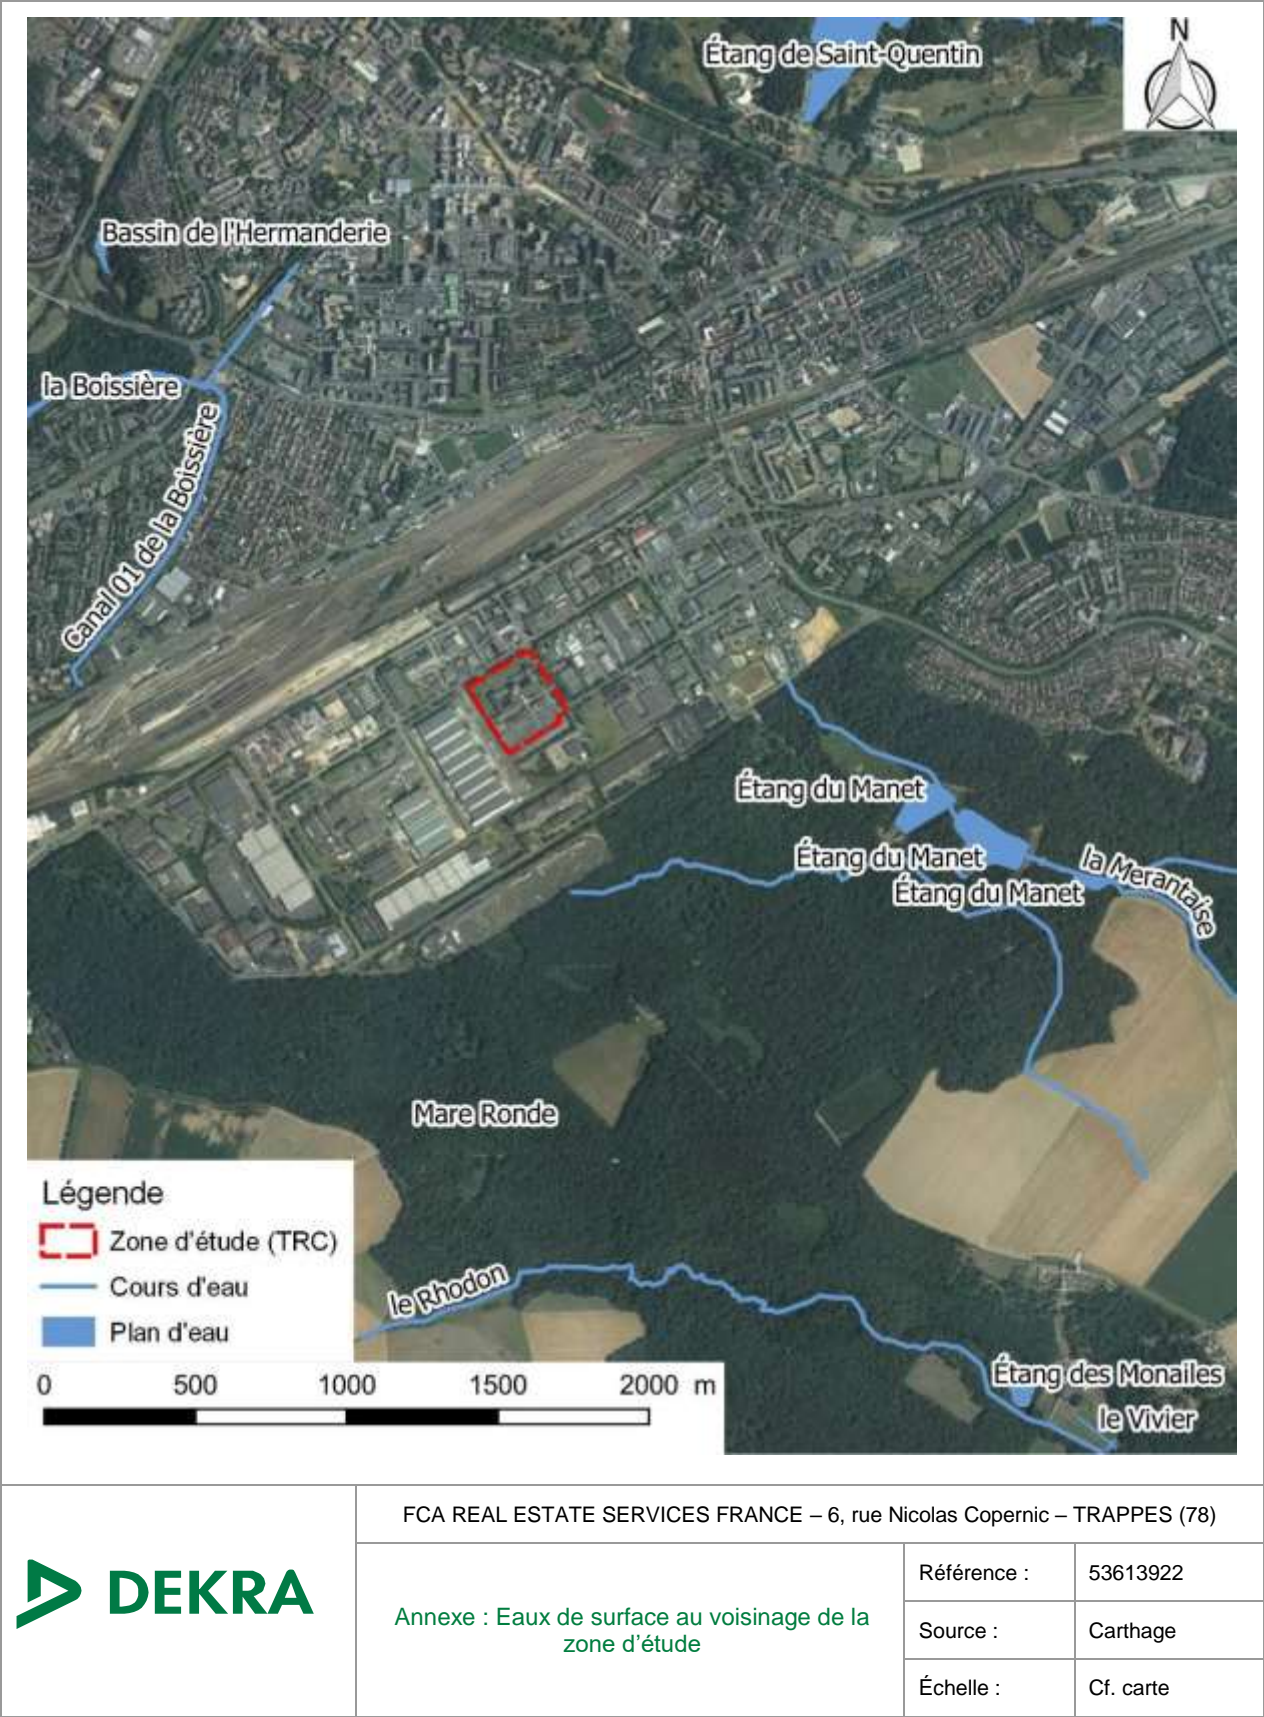 Étang de Saint-Quentin
N
Bassin de l'Hermanderie
la Boissière
Canal 01 de la Boissière
Étang du Manet
Étang du Manet
la Merantaise
Étang du Manet
Mare Ronde
le Rhodon
Étang des Monailes
le Vivier
Légende
Zone d'étude (TRC)
Cours d'eau
Plan d'eau
0 500 1000 1500 2000 m
DEKRA
FCA REAL ESTATE SERVICES FRANCE – 6, rue Nicolas Copernic – TRAPPES (78)
Annexe : Eaux de surface au voisinage de la
zone d’étude
Référence : 53613922
Source : Carthage
Échelle : Cf. carte